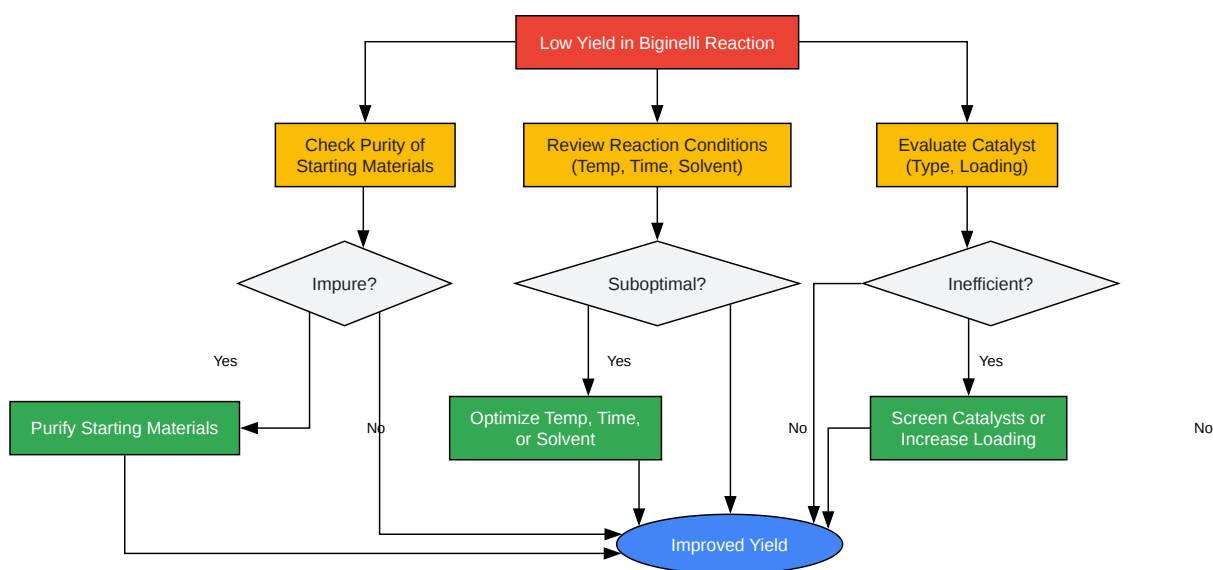 Low Yield in Biginelli Reaction
Check Purity of
Starting Materials
Review Reaction Conditions
(Temp, Time, Solvent)
Evaluate Catalyst
(Type, Loading)
Impure?
Suboptimal?
Inefficient?
Yes
Yes
Yes
Purify Starting Materials
No
Optimize Temp, Time,
or Solvent
No
Screen Catalysts or
Increase Loading
No
Improved Yield